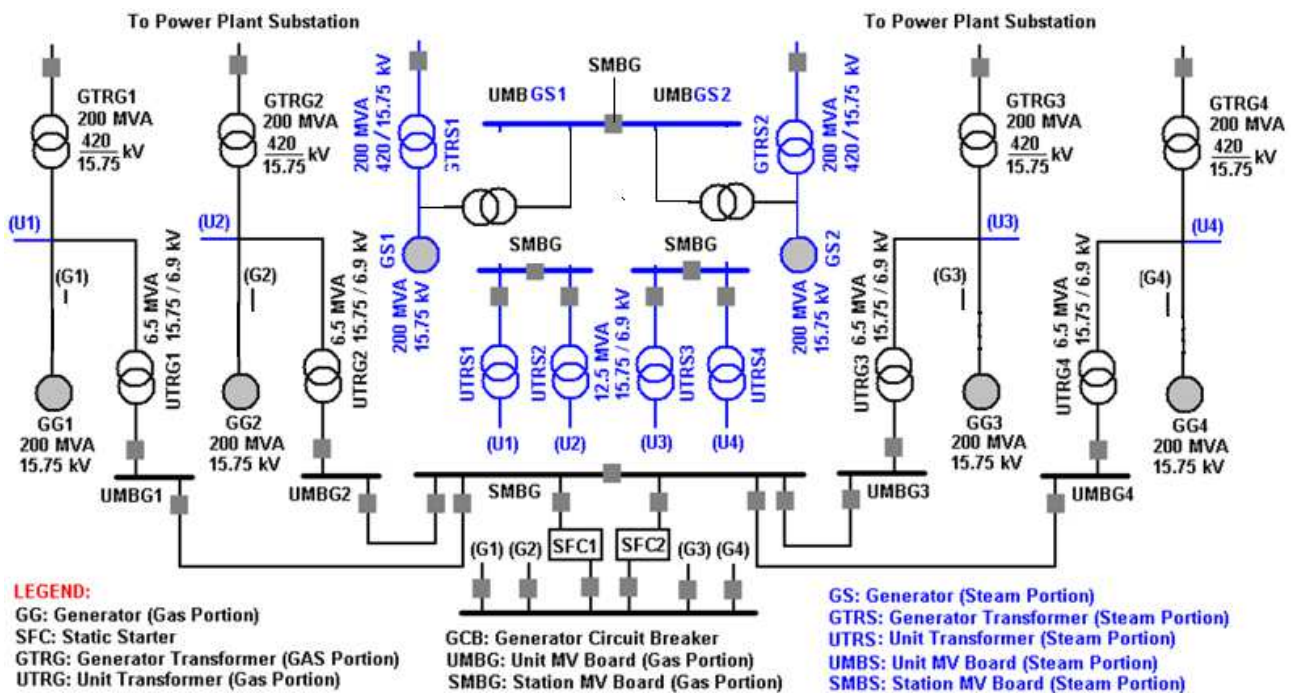 To Power Plant Substation
To Power Plant Substation
GTRG1
200 MVA
420
15.75 kV
GTRG2
200 MVA
420
15.75 kV
200 MVA
420 / 15.75 kV
GTRS1
SMBG
UMBGS1
UMBGS2
GTRS2
200 MVA
420 / 15.75 kV
GTRG3
200 MVA
420
15.75 kV
GTRG4
200 MVA
420
15.75 kV
(U1)
(G1)
6.5 MVA
15.75 / 6.9 kV
UTRG1
GG1
200 MVA
15.75 kV
UMBG1
(U2)
(G2)
6.5 MVA
15.75 / 6.9 kV
UTRG2
GG2
200 MVA
15.75 kV
UMBG2
GS1
200 MVA
15.75 kV
SMBG
SMBG
UTRS1
UTRS2
12.5 MVA
15.75 / 6.9 kV
UTRS3
UTRS4
(U1)
(U2)
(U3)
(U4)
GS2
200 MVA
15.75 kV
(U3)
(G3)
6.5 MVA
15.75 / 6.9 kV
UTRG3
GG3
200 MVA
15.75 kV
UMBG3
(U4)
(G4)
6.5 MVA
15.75 / 6.9 kV
UTRG4
GG4
200 MVA
15.75 kV
UMBG4
SMBG
SFC1
SFC2
(G1)
(G2)
(G3)
(G4)
LEGEND:
GG: Generator (Gas Portion)
SFC: Static Starter
GTRG: Generator Transformer (GAS Portion)
UTRG: Unit Transformer (Gas Portion)
GCB: Generator Circuit Breaker
UMBG: Unit MV Board (Gas Portion)
SMBG: Station MV Board (Gas Portion)
GS: Generator (Steam Portion)
GTRS: Generator Transformer (Steam Portion)
UTRS: Unit Transformer (Steam Portion)
UMBS: Unit MV Board (Steam Portion)
SMBS: Station MV Board (Steam Portion)